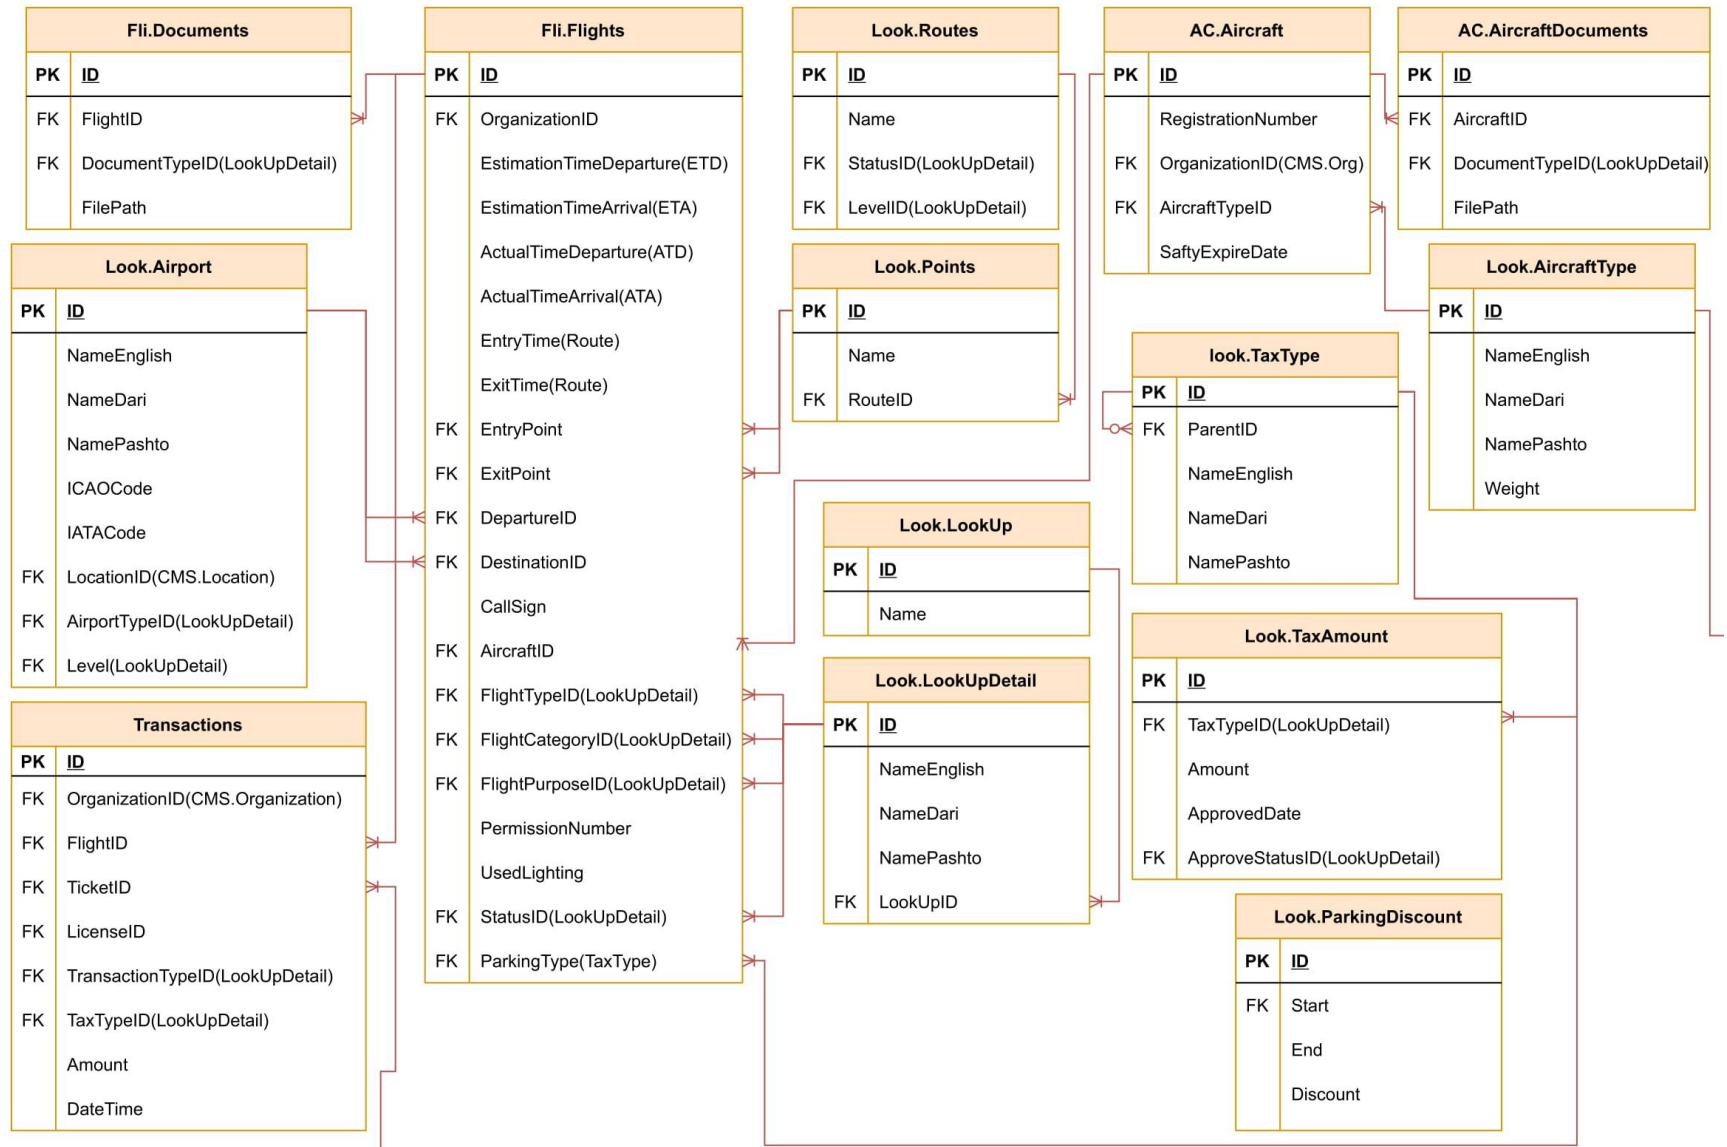 Fli.Documents
PK ID
FK FlightID
FK DocumentTypeID(LookUpDetail)
FilePath
Fli.Flights
PK ID
FK OrganizationID
EstimationTimeDeparture(ETD)
EstimationTimeArrival(ETA)
ActualTimeDeparture(ATD)
ActualTimeArrival(ATA)
EntryTime(Route)
ExitTime(Route)
FK EntryPoint
FK ExitPoint
FK DepartureID
FK DestinationID
CallSign
FK AircraftID
FK FlightTypeID(LookUpDetail)
FK FlightCategoryID(LookUpDetail)
FK FlightPurposeID(LookUpDetail)
PermissionNumber
UsedLighting
FK StatusID(LookUpDetail)
FK ParkingType(TaxType)
Look.Routes
PK ID
Name
FK StatusID(LookUpDetail)
FK LevelID(LookUpDetail)
AC.Aircraft
PK ID
RegistrationNumber
FK OrganizationID(CMS.Org)
FK AircraftTypeID
SaftyExpireDate
AC.AircraftDocuments
PK ID
FK AircraftID
FK DocumentTypeID(LookUpDetail)
FilePath
Look.Airport
PK ID
NameEnglish
NameDari
NamePashto
ICAOCode
IATACode
FK LocationID(CMS.Location)
FK AirportTypeID(LookUpDetail)
FK Level(LookUpDetail)
Look.Points
PK ID
Name
FK RouteID
Look.AircraftType
PK ID
NameEnglish
NameDari
NamePashto
Weight
look.TaxType
PK ID
FK ParentID
NameEnglish
NameDari
NamePashto
Look.LookUp
PK ID
Name
Look.TaxAmount
PK ID
FK TaxTypeID(LookUpDetail)
Amount
ApprovedDate
FK ApproveStatusID(LookUpDetail)
Look.LookUpDetail
PK ID
NameEnglish
NameDari
NamePashto
FK LookUpID
Transactions
PK ID
FK OrganizationID(CMS.Organization)
FK FlightID
FK TicketID
FK LicenseID
FK TransactionTypeID(LookUpDetail)
FK TaxTypeID(LookUpDetail)
Amount
DateTime
Look.ParkingDiscount
PK ID
FK Start
End
Discount